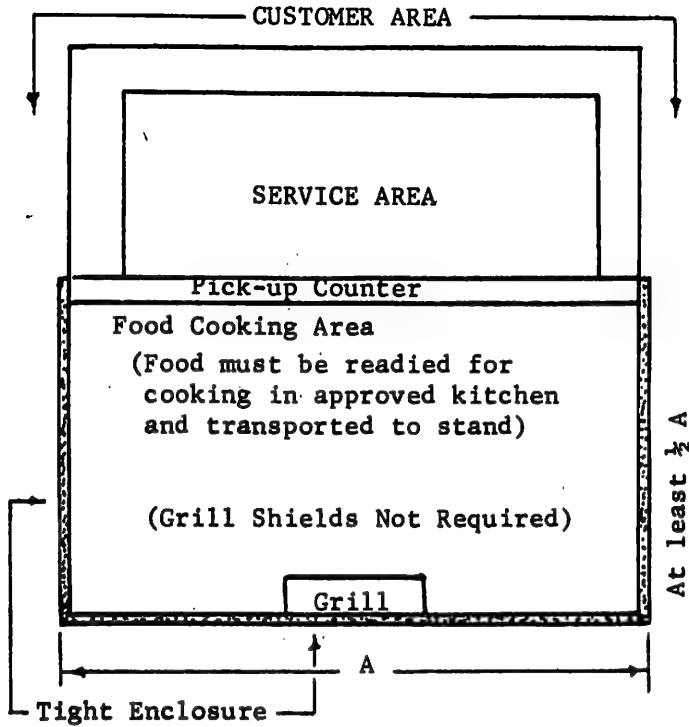 CUSTOMER AREA
SERVICE AREA
Pick-up Counter
Food Cooking Area
(Food must be readied for
cooking in approved kitchen
and transported to stand)
At least ½ A
(Grill Shields Not Required)
Grill
A
Tight Enclosure